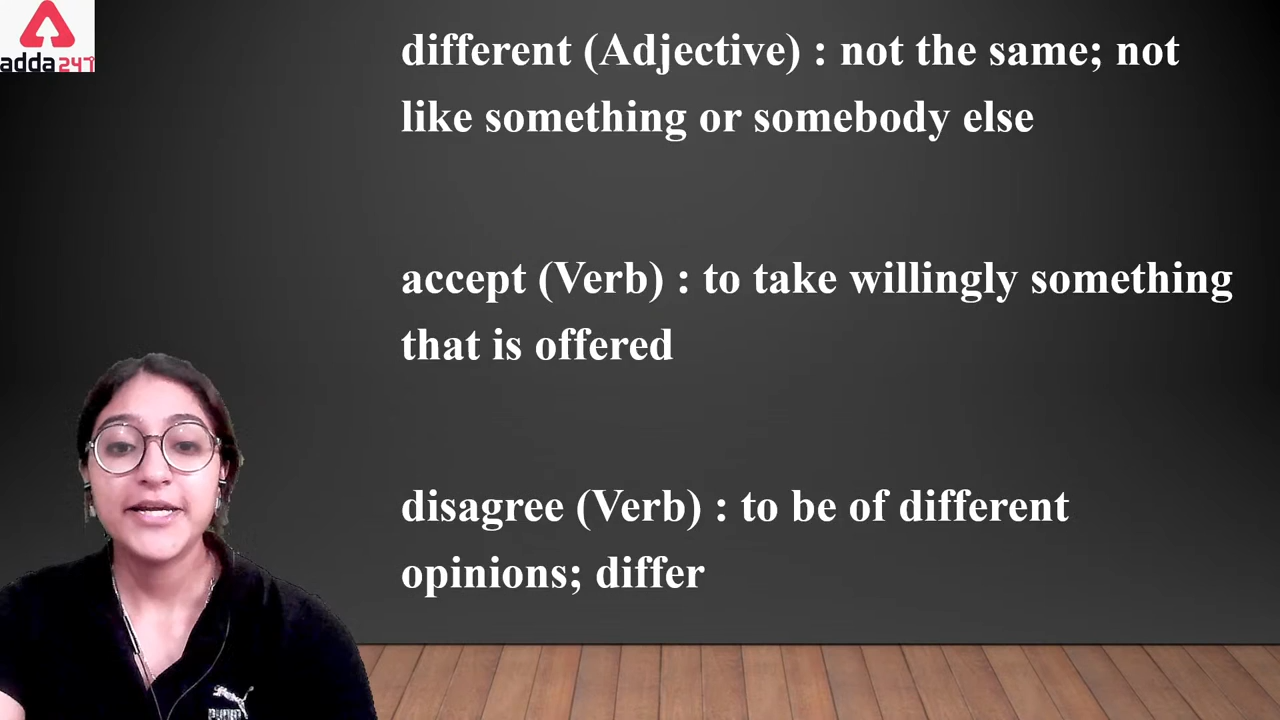 adda247
different (Adjective) : not the same; not
like something or somebody else
accept (Verb) : to take willingly something
that is offered
disagree (Verb) : to be of different
opinions; differ
PUMA